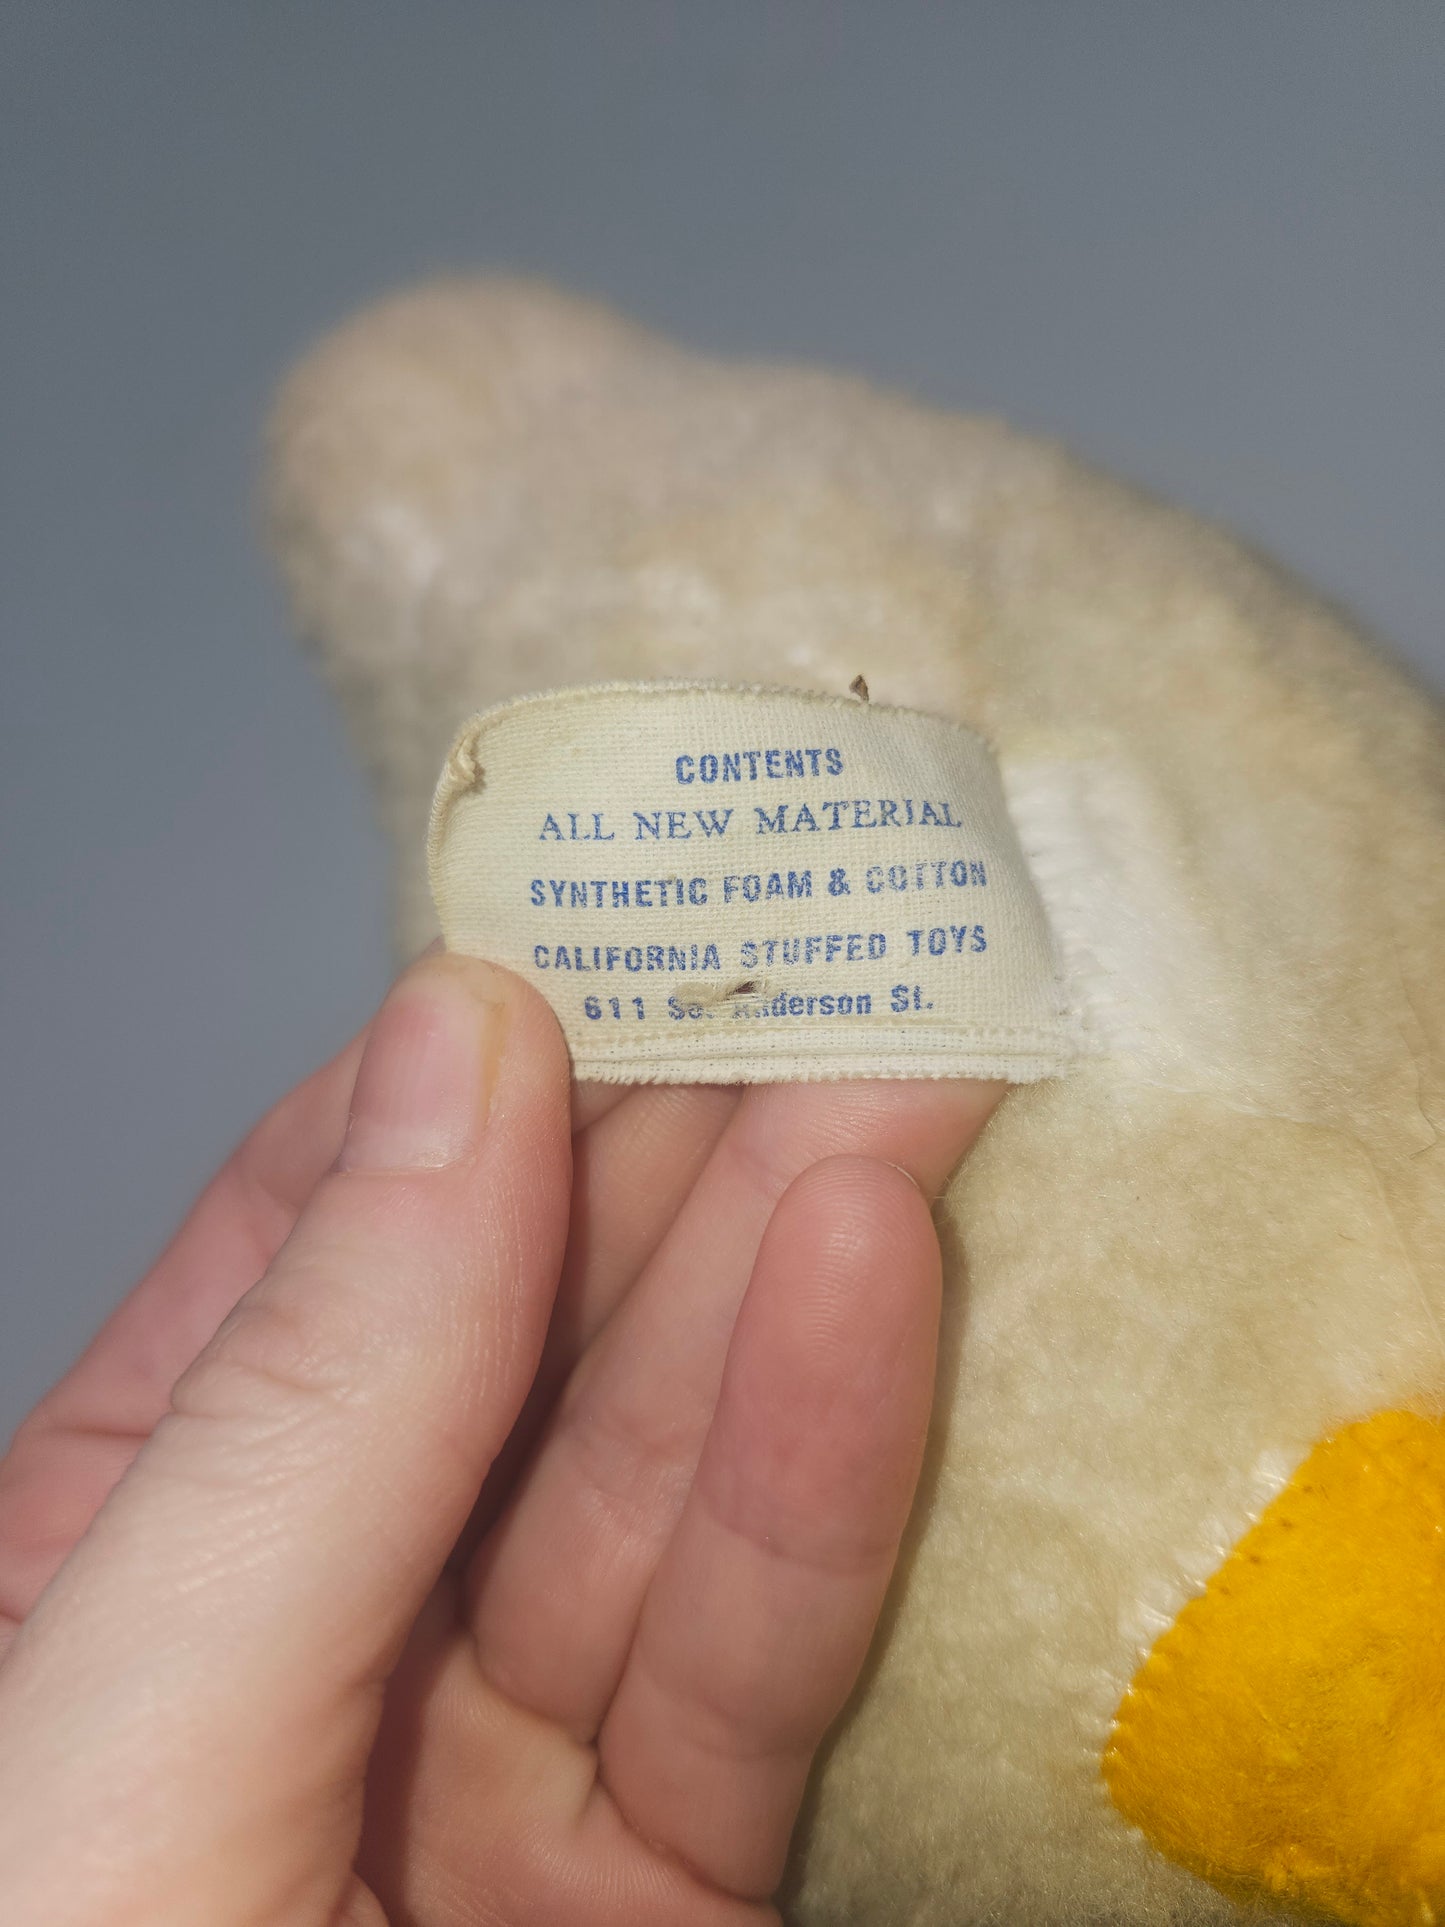 CONTENTS
ALL NEW MATERIAL
SYNTHETIC FOAM & COTTON
CALIFORNIA STUFFED TOYS
611 Anderson St.